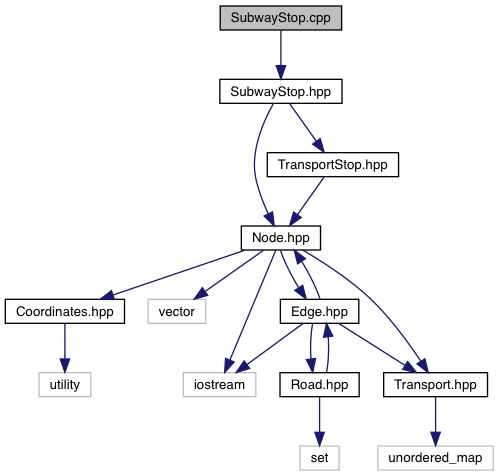 SubwayStop.cpp
SubwayStop.hpp
TransportStop.hpp
Node.hpp
Coordinates.hpp
vector
Edge.hpp
utility
iostream
Road.hpp
Transport.hpp
set
unordered_map